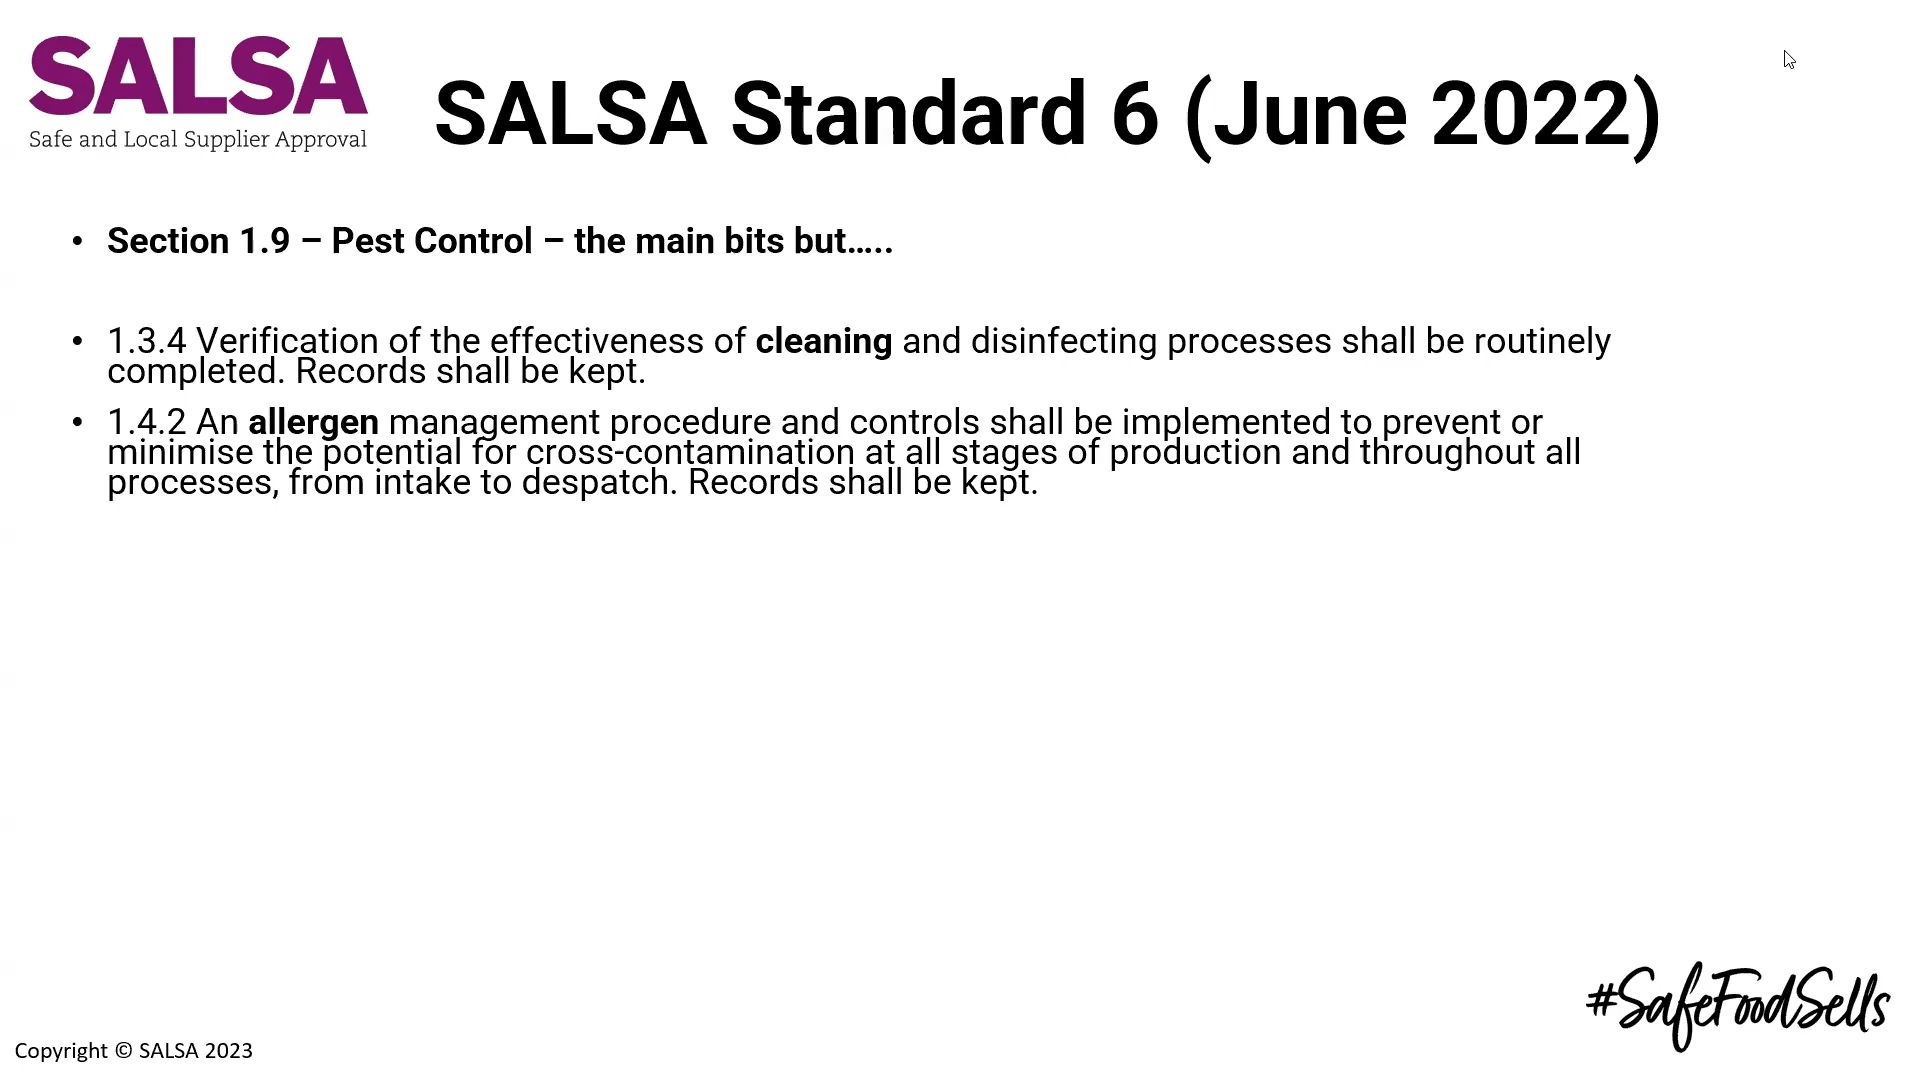 SALSA
Safe and Local Supplier Approval
SALSA Standard 6 (June 2022)
• Section 1.9 – Pest Control – the main bits but…..
• 1.3.4 Verification of the effectiveness of cleaning and disinfecting processes shall be routinely
completed. Records shall be kept.
• 1.4.2 An allergen management procedure and controls shall be implemented to prevent or
minimise the potential for cross-contamination at all stages of production and throughout all
processes, from intake to despatch. Records shall be kept.
#SafeFoodSells
Copyright © SALSA 2023